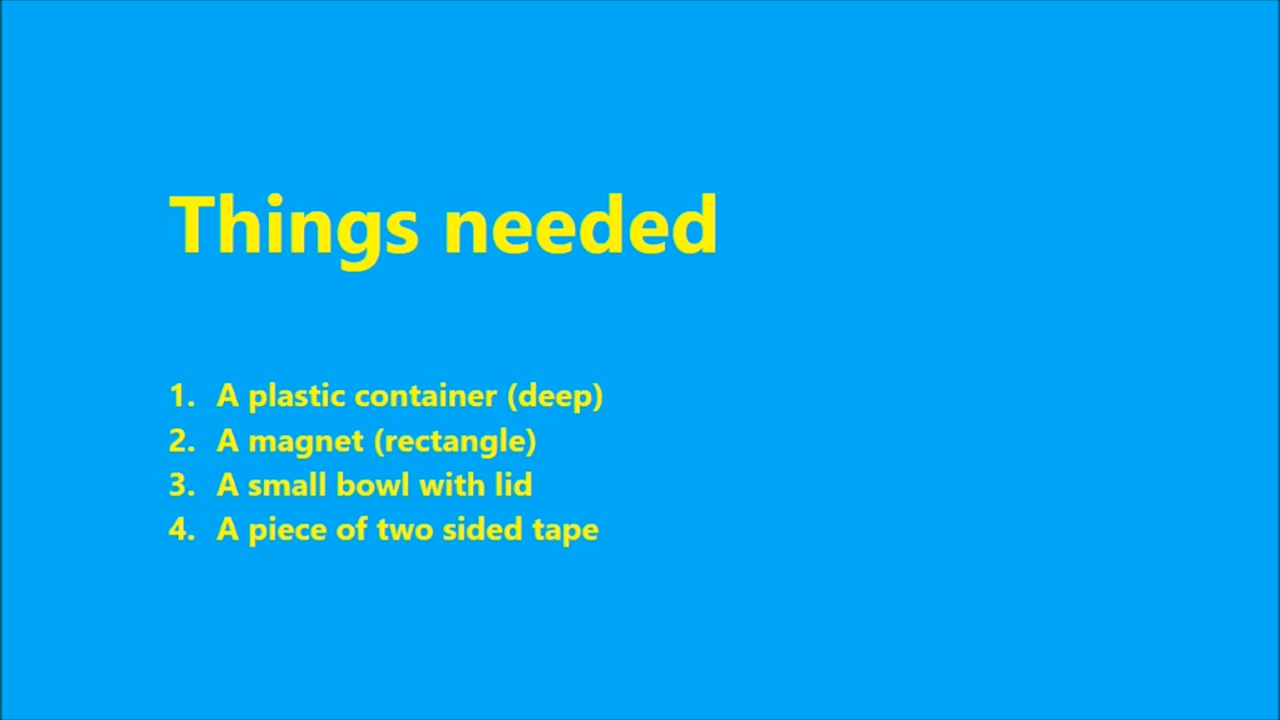 Things needed
1. A plastic container (deep)
2. A magnet (rectangle)
3. A small bowl with lid
4. A piece of two sided tape